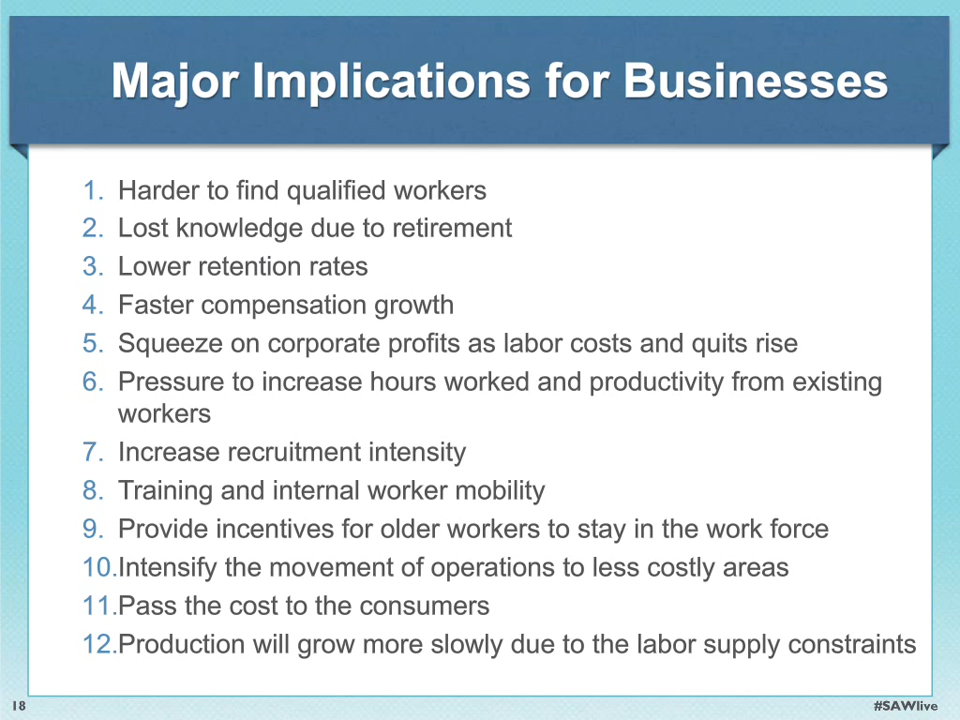 Major Implications for Businesses
1. Harder to find qualified workers
2. Lost knowledge due to retirement
3. Lower retention rates
4. Faster compensation growth
5. Squeeze on corporate profits as labor costs and quits rise
6. Pressure to increase hours worked and productivity from existing
workers
7. Increase recruitment intensity
8. Training and internal worker mobility
9. Provide incentives for older workers to stay in the work force
10.Intensify the movement of operations to less costly areas
11.Pass the cost to the consumers
12.Production will grow more slowly due to the labor supply constraints
18
#SAWlive